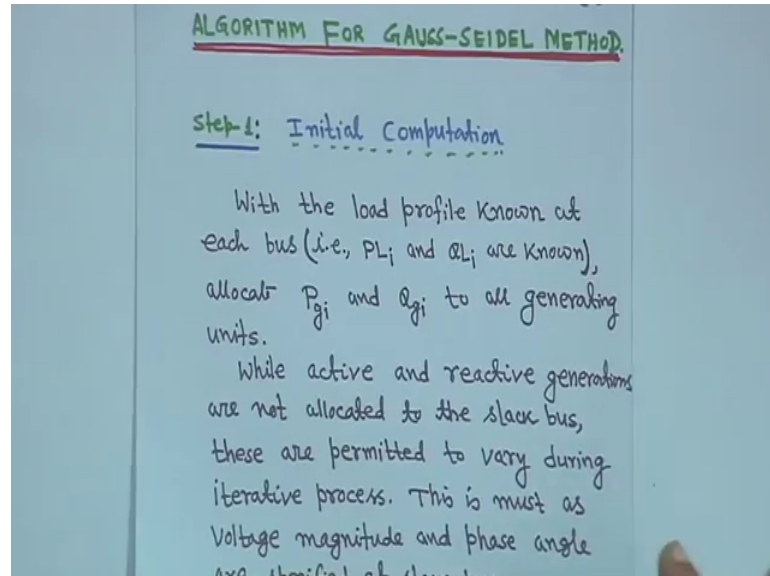 ALGORITHM FOR GAUSS-SEIDEL METHOD.
Step-1: Initial Computation
With the load profile known at
each bus (i.e., PLi and QLi are known),
allocate Pgi and Qgi to all generating
units.
While active and reactive generations
are not allocated to the slack bus,
these are permitted to vary during
iterative process. This is must as
voltage magnitude and phase angle
are specified at